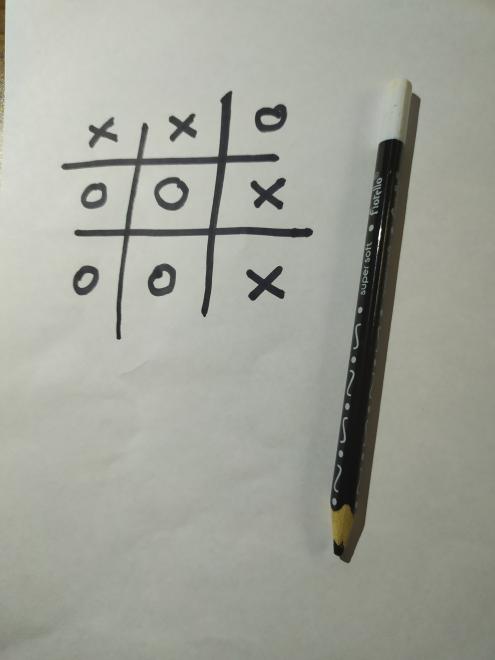 X X O
O O X
O O X
super soft • Fiorello